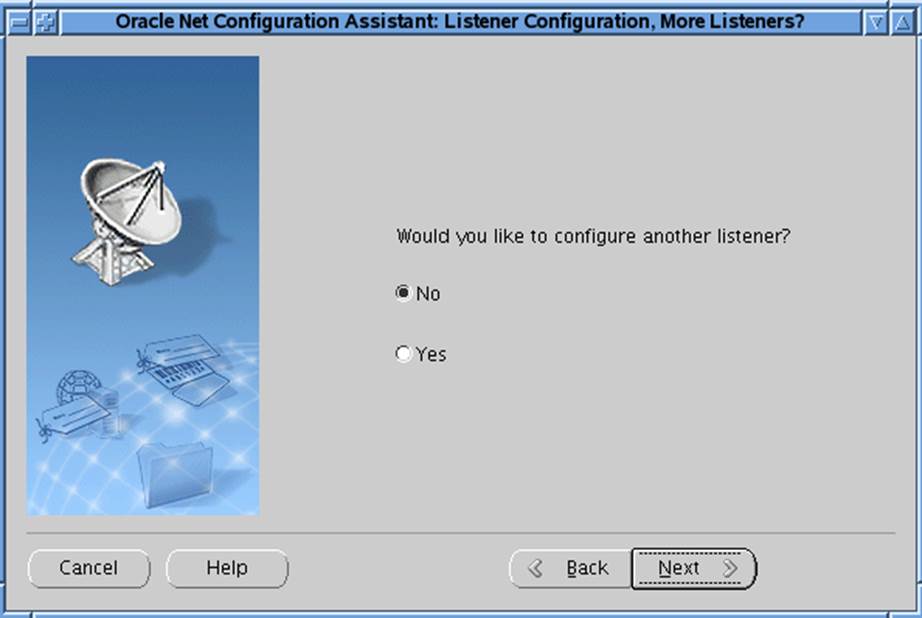 Oracle Net Configuration Assistant: Listener Configuration, More Listeners?
Would you like to configure another listener?
No
Yes
Cancel Help Back Next